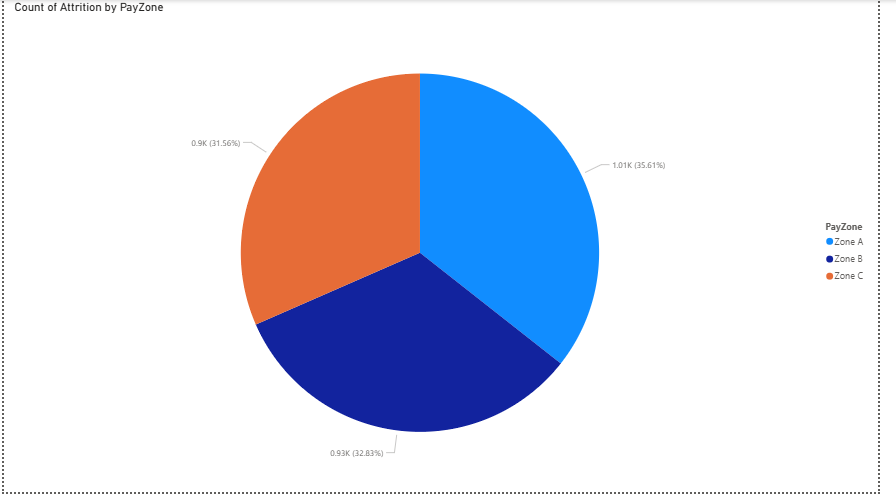 Count of Attrition by PayZone
0.9K (31.56%)
1.01K (35.61%)
PayZone
Zone A
Zone B
Zone C
0.93K (32.83%)